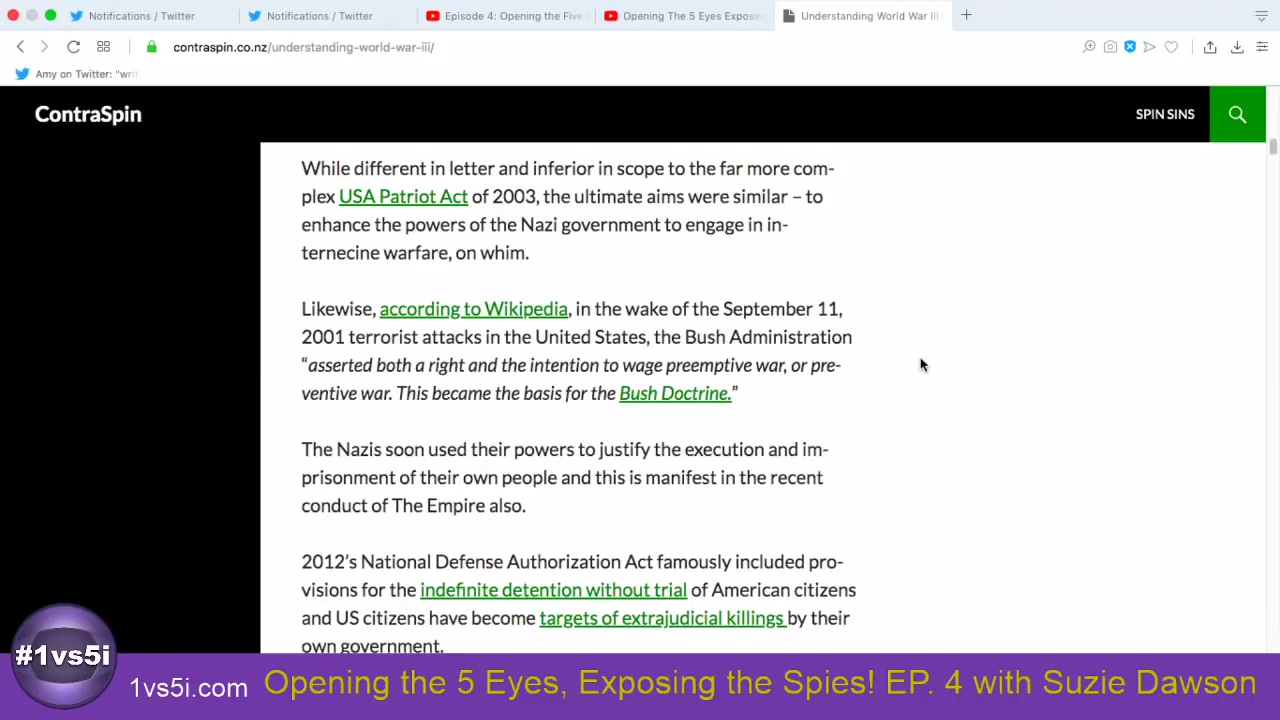 Notifications / Twitter
Notifications / Twitter
Episode 4: Opening the Five
Opening The 5 Eyes Exposing
Understanding World War III
contraspin.co.nz/understanding-world-war-iii/
Amy on Twitter: "writ
ContraSpin
SPIN SINS
While different in letter and inferior in scope to the far more com-
plex USA Patriot Act of 2003, the ultimate aims were similar – to
enhance the powers of the Nazi government to engage in in-
ternecine warfare, on whim.
Likewise, according to Wikipedia, in the wake of the September 11,
2001 terrorist attacks in the United States, the Bush Administration
“asserted both a right and the intention to wage preemptive war, or pre-
ventive war. This became the basis for the Bush Doctrine.”
The Nazis soon used their powers to justify the execution and im-
prisonment of their own people and this is manifest in the recent
conduct of The Empire also.
2012’s National Defense Authorization Act famously included pro-
visions for the indefinite detention without trial of American citizens
and US citizens have become targets of extrajudicial killings by their
own government.
#1vs5i
1vs5i.com
Opening the 5 Eyes, Exposing the Spies! EP. 4 with Suzie Dawson